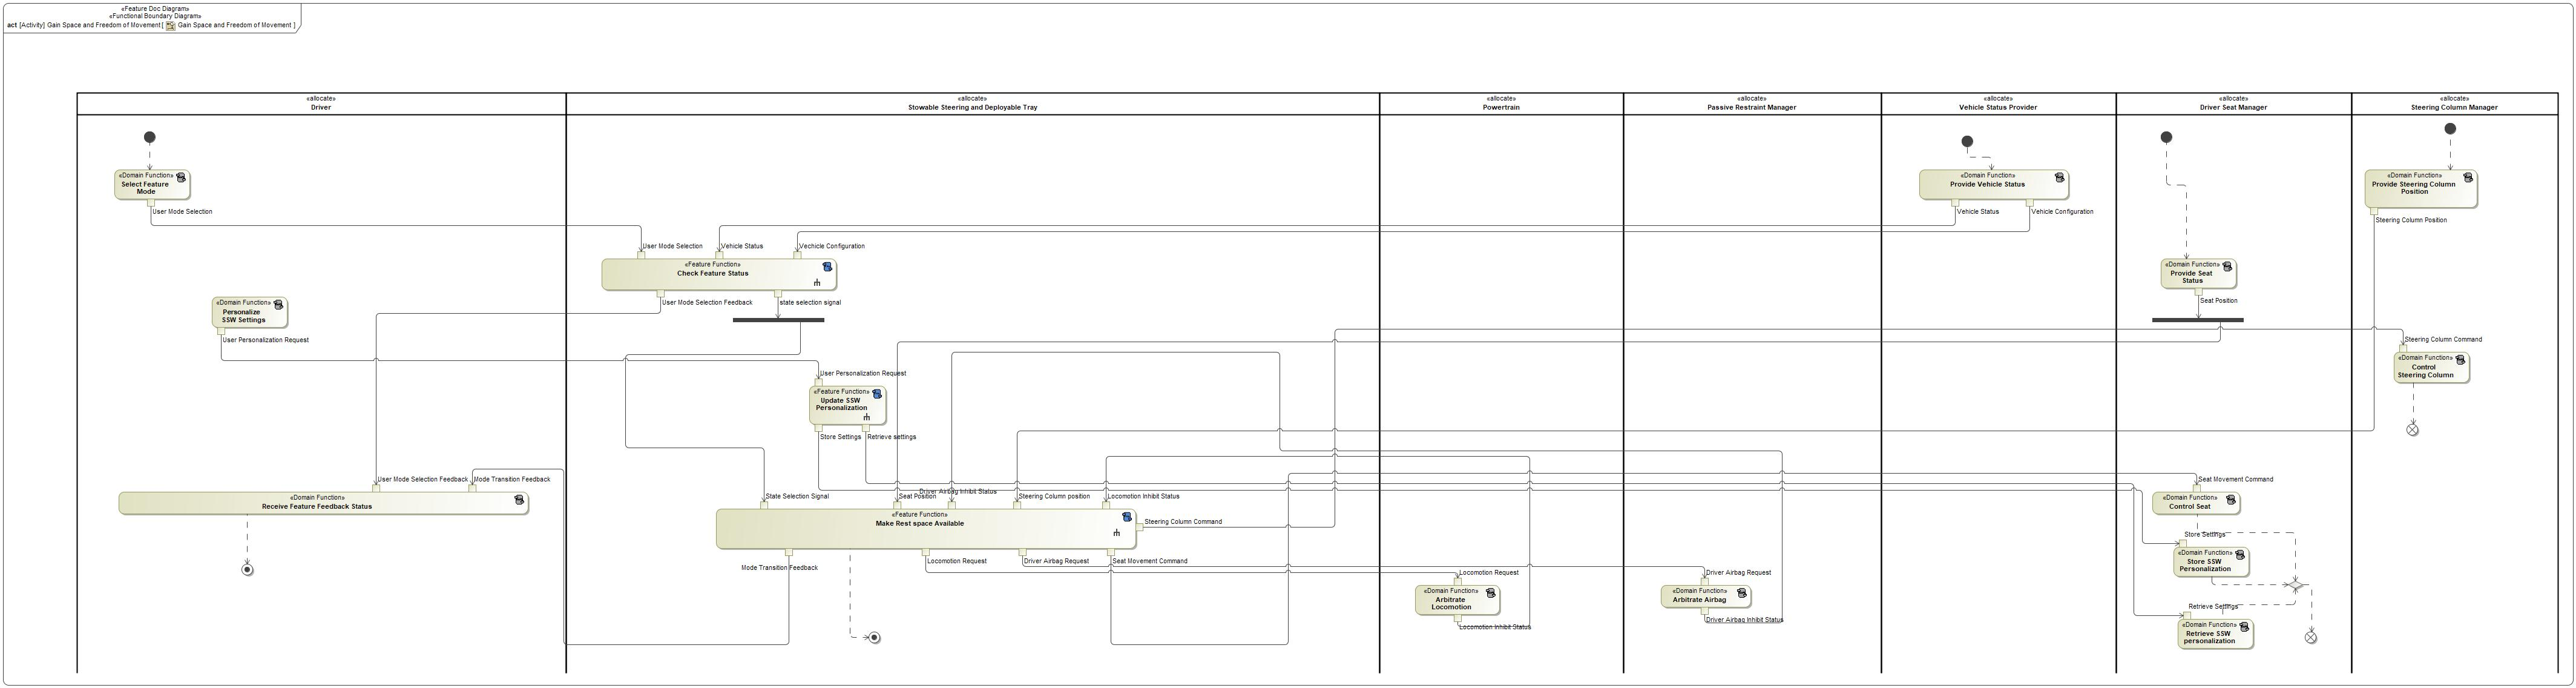 «Feature Doc Diagram»
«Functional Boundary Diagram»
act [Activity] Gain Space and Freedom of Movement [ Gain Space and Freedom of Movement ]
«allocate»
Driver
«allocate»
Stowable Steering and Deployable Tray
«allocate»
Powertrain
«allocate»
Passive Restraint Manager
«allocate»
Vehicle Status Provider
«allocate»
Driver Seat Manager
«allocate»
Steering Column Manager
«Domain Function»
Select Feature
Mode
User Mode Selection
«Domain Function»
Provide Vehicle Status
Vehicle Status
Vehicle Configuration
«Domain Function»
Provide Steering Column
Position
Steering Column Position
User Mode Selection
Vehicle Status
Vechicle Configuration
«Feature Function»
Check Feature Status
User Mode Selection Feedback
state selection signal
«Domain Function»
Provide Seat
Status
Seat Position
«Domain Function»
Personalize
SSW Settings
User Personalization Request
Steering Column Command
«Domain Function»
Control
Steering Column
User Personalization Request
«Feature Function»
Update SSW
Personalization
Store Settings
Retrieve settings
User Mode Selection Feedback
Mode Transition Feedback
«Domain Function»
Receive Feature Feedback Status
State Selection Signal
Seat Position
Driver Airbag Inhibit Status
Steering Column position
Locomotion Inhibit Status
«Feature Function»
Make Rest space Available
Steering Column Command
Mode Transition Feedback
Locomotion Request
Driver Airbag Request
Seat Movement Command
Seat Movement Command
«Domain Function»
Control Seat
Store Settings
«Domain Function»
Store SSW
Personalization
Locomotion Request
«Domain Function»
Arbitrate
Locomotion
Locomotion Inhibit Status
Driver Airbag Request
«Domain Function»
Arbitrate Airbag
Driver Airbag Inhibit Status
Retrieve Settings
«Domain Function»
Retrieve SSW
personalization